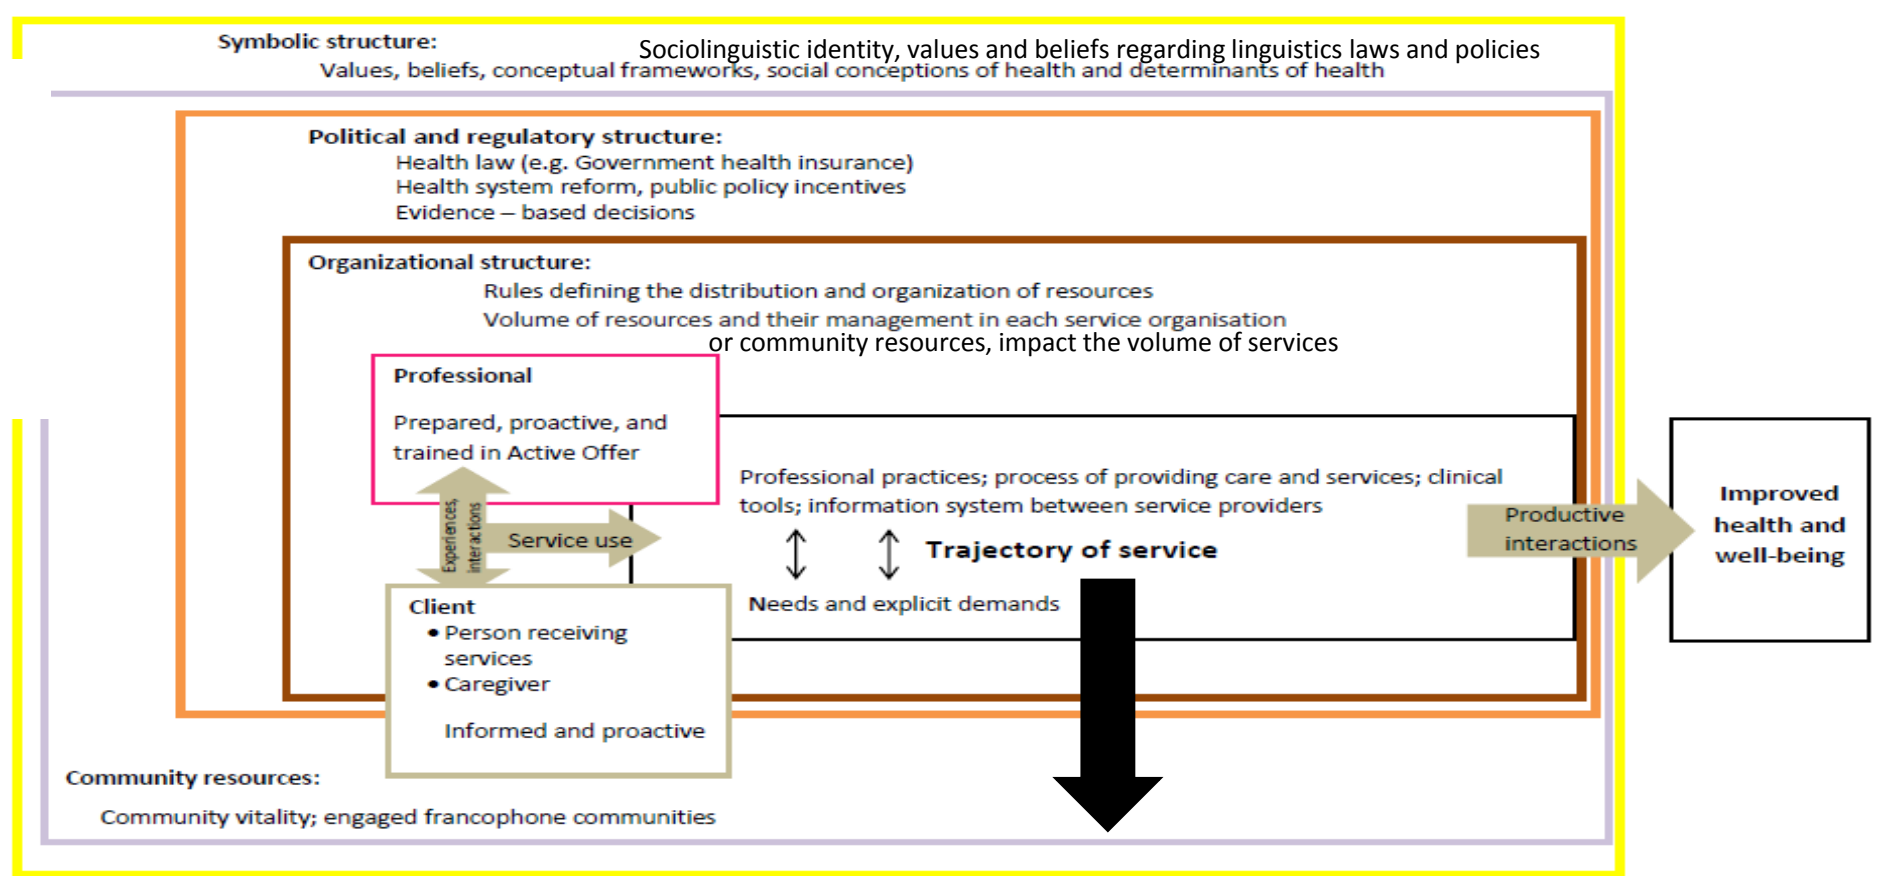 Symbolic structure:
Sociolinguistic identity, values and beliefs regarding linguistics laws and policies
Values, beliefs, conceptual frameworks, social conceptions of health and determinants of health
Political and regulatory structure:
Health law (e.g. Government health insurance)
Health system reform, public policy incentives
Evidence – based decisions
Organizational structure:
Rules defining the distribution and organization of resources
Volume of resources and their management in each service organisation
or community resources, impact the volume of services
Professional
Prepared, proactive, and
trained in Active Offer
Experiences,
interactions
Service use
Client
• Person receiving
services
• Caregiver
Informed and proactive
Professional practices; process of providing care and services; clinical
tools; information system between service providers
Trajectory of service
Needs and explicit demands
Productive
interactions
Improved
health and
well-being
Community resources:
Community vitality; engaged francophone communities